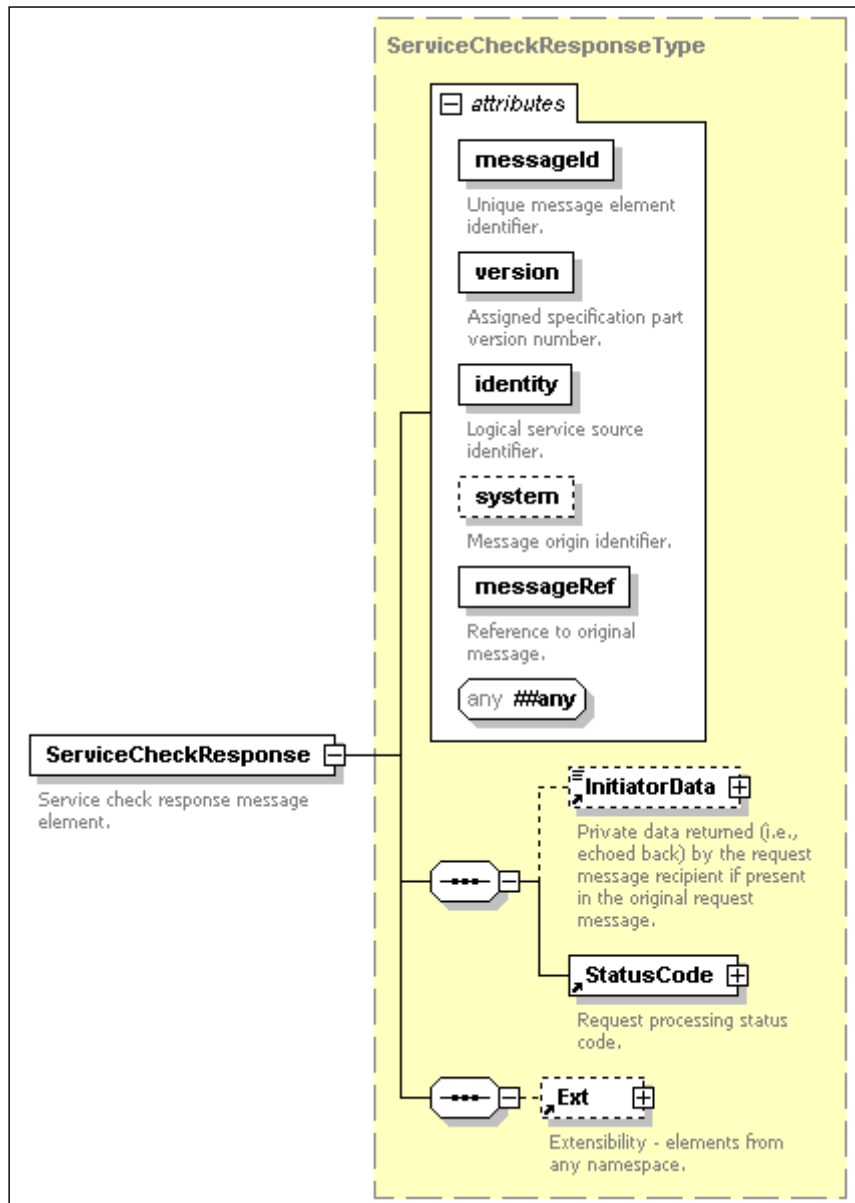 ServiceCheckResponseType
attributes
messageId
Unique message element
identifier.
version
Assigned specification part
version number.
identity
Logical service source
identifier.
system
Message origin identifier.
messageRef
Reference to original
message.
any ##any
ServiceCheckResponse
Service check response message
element.
InitiatorData
Private data returned (i.e.,
echoed back) by the request
message recipient if present
in the original request
message.
StatusCode
Request processing status
code.
Ext
Extensibility - elements from
any namespace.